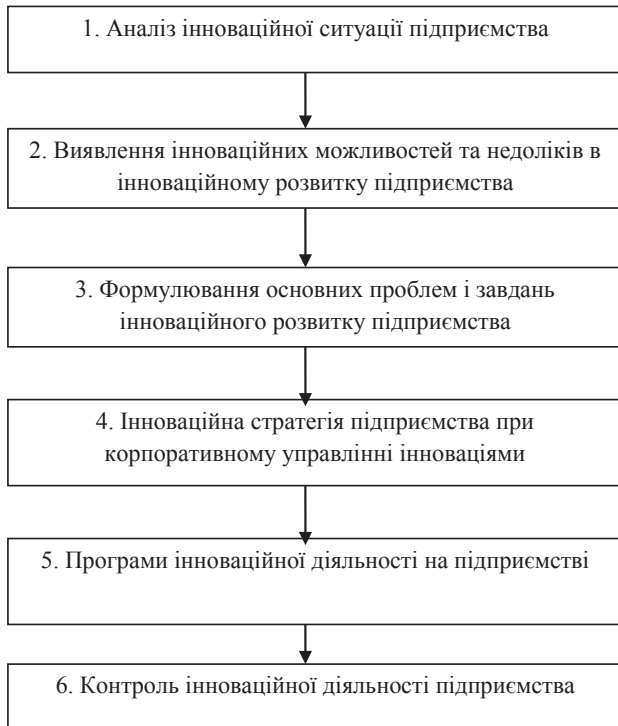 1. Аналіз інноваційної ситуації підприємства
2. Виявлення інноваційних можливостей та недоліків в
інноваційному розвитку підприємства
3. Формулювання основних проблем і завдань
інноваційного розвитку підприємства
4. Інноваційна стратегія підприємства при
корпоративному управлінні інноваціями
5. Програми інноваційної діяльності на підприємстві
6. Контроль інноваційної діяльності підприємства